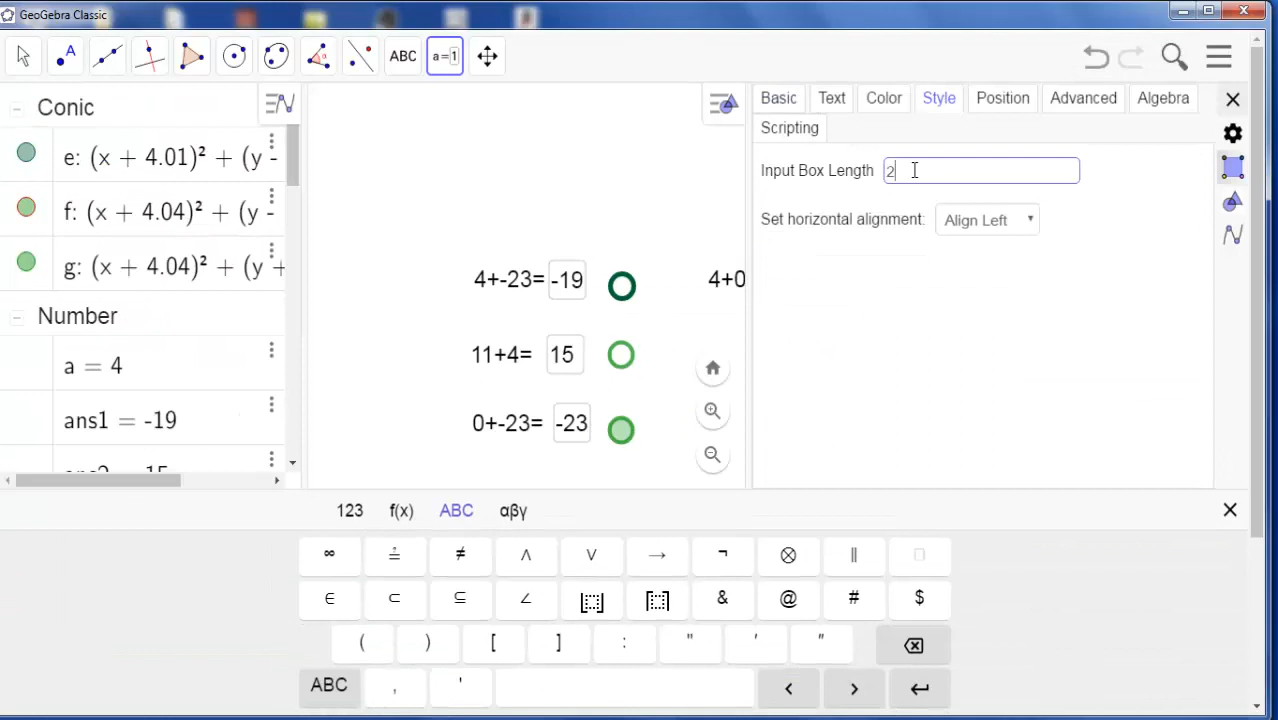 GeoGebra Classic
ABC
a=1
Basic Text Color Style Position Advanced Algebra
Scripting
Conic
e: (x + 4.01)² + (y -
f: (x + 4.04)² + (y -
g: (x + 4.04)² + (y +
Number
a = 4
ans1 = -19
4+-23= -19
4+0
11+4= 15
0+-23= -23
Input Box Length 2
Set horizontal alignment: Align Left
123 f(x) ABC αβγ
∞ ≟ ≠ ∧ ∨ → ¬ ⊗ ∥ □
∈ ⊂ ⊆ ∠ & @ # $
( ) [ ] : " ′ ″
ABC , ' < >